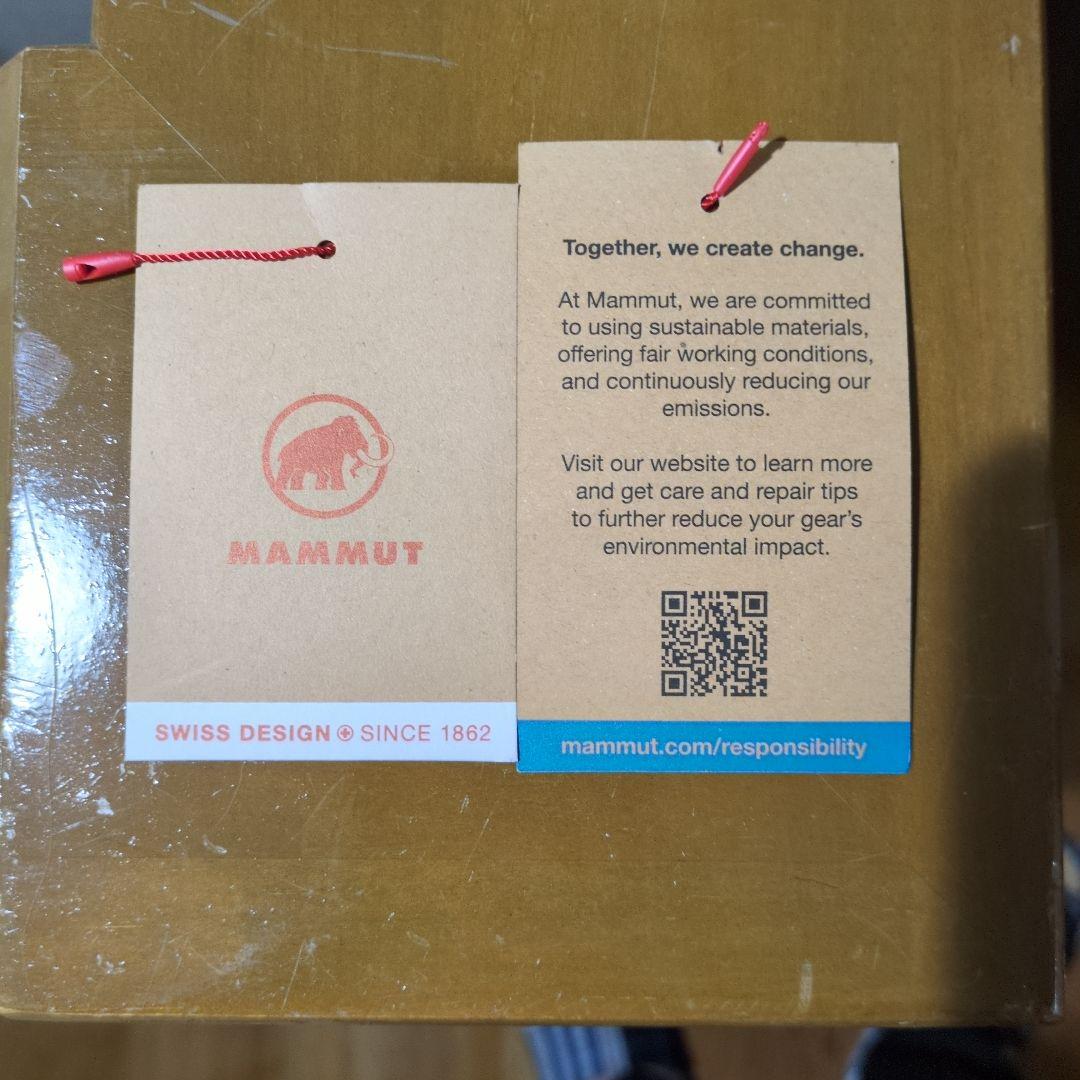 MAMMUT
SWISS DESIGN SINCE 1862
Together, we create change.
At Mammut, we are committed
to using sustainable materials,
offering fair working conditions,
and continuously reducing our
emissions.
Visit our website to learn more
and get care and repair tips
to further reduce your gear's
environmental impact.
mammut.com/responsibility